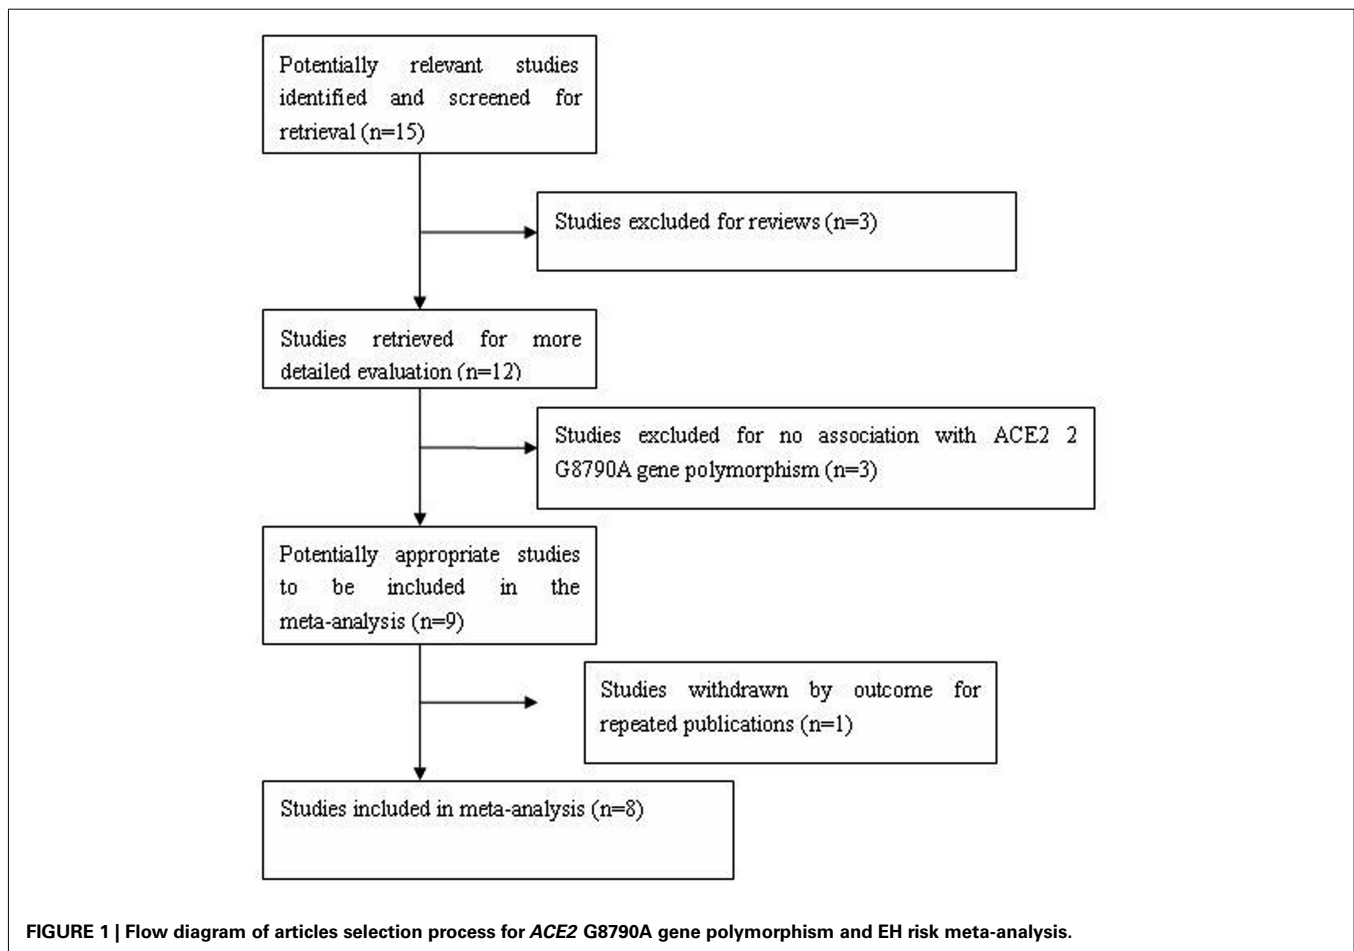 Potentially relevant studies
identified and screened for
retrieval (n=15)
Studies excluded for reviews (n=3)
Studies retrieved for more
detailed evaluation (n=12)
Studies excluded for no association with ACE2 2
G8790A gene polymorphism (n=3)
Potentially appropriate studies
to be included in the
meta-analysis (n=9)
Studies withdrawn by outcome for
repeated publications (n=1)
Studies included in meta-analysis (n=8)
FIGURE 1 | Flow diagram of articles selection process for ACE2 G8790A gene polymorphism and EH risk meta-analysis.